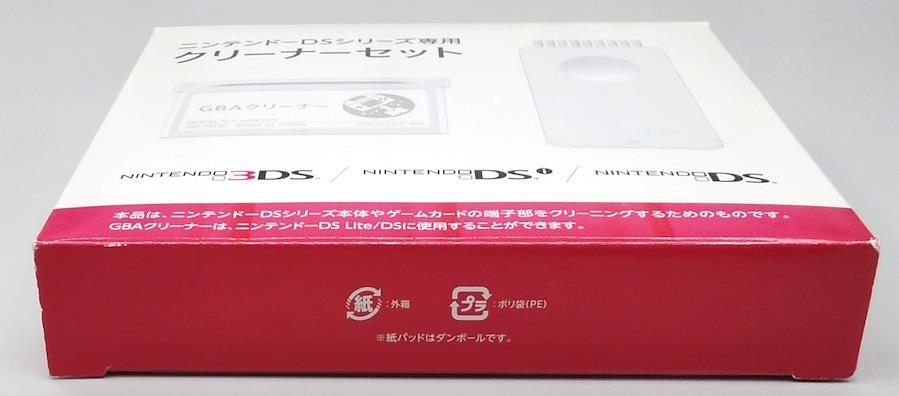 ニンテンドーDSシリーズ専用
クリーナーセット
GBAクリーナー
MADE IN JAPAN
NINTENDO 3DS™ / NINTENDO DSi™ / NINTENDO DS™
本品は、ニンテンドーDSシリーズ本体やゲームカードの端子部をクリーニングするためのものです。
GBAクリーナーは、ニンテンドーDS Lite/DSに使用することができます。
紙 :外箱 プラ :ポリ袋(PE)
※紙パッドはダンボールです。